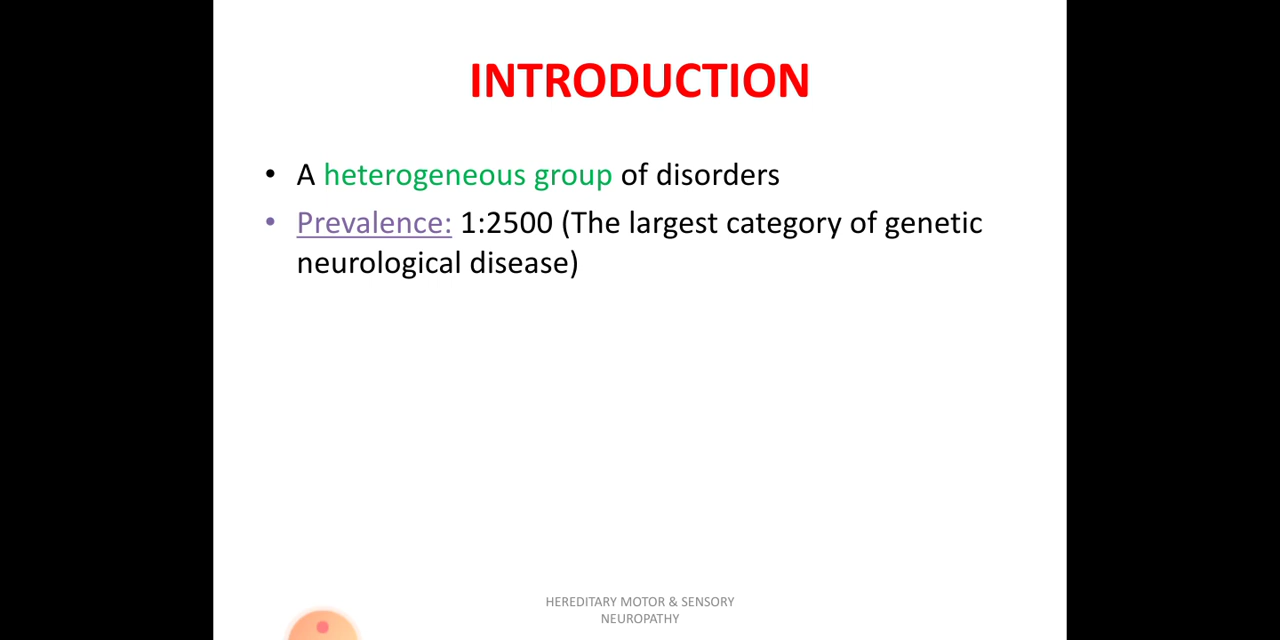 INTRODUCTION
• A heterogeneous group of disorders
• Prevalence: 1:2500 (The largest category of genetic
neurological disease)
HEREDITARY MOTOR & SENSORY
NEUROPATHY